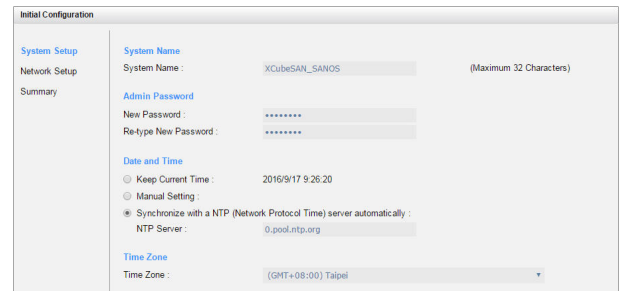 Initial Configuration
System Setup
Network Setup
Summary
System Name
System Name : XCubeSAN_SANOS (Maximum 32 Characters)
Admin Password
New Password : ••••••••
Re-type New Password : ••••••••
Date and Time
Keep Current Time : 2016/9/17 9:26:20
Manual Setting :
Synchronize with a NTP (Network Protocol Time) server automatically :
NTP Server : 0.pool.ntp.org
Time Zone
Time Zone : (GMT+08:00) Taipei